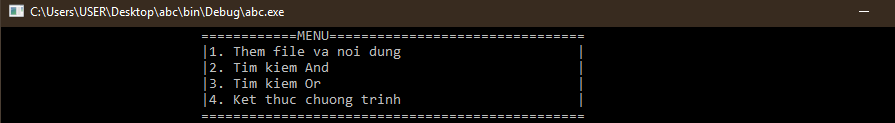 C:\Users\USER\Desktop\abc\bin\Debug\abc.exe
============MENU================================
|1. Them file va noi dung                      |
|2. Tim kiem And                               |
|3. Tim kiem Or                                |
|4. Ket thuc chuong trinh                      |
================================================